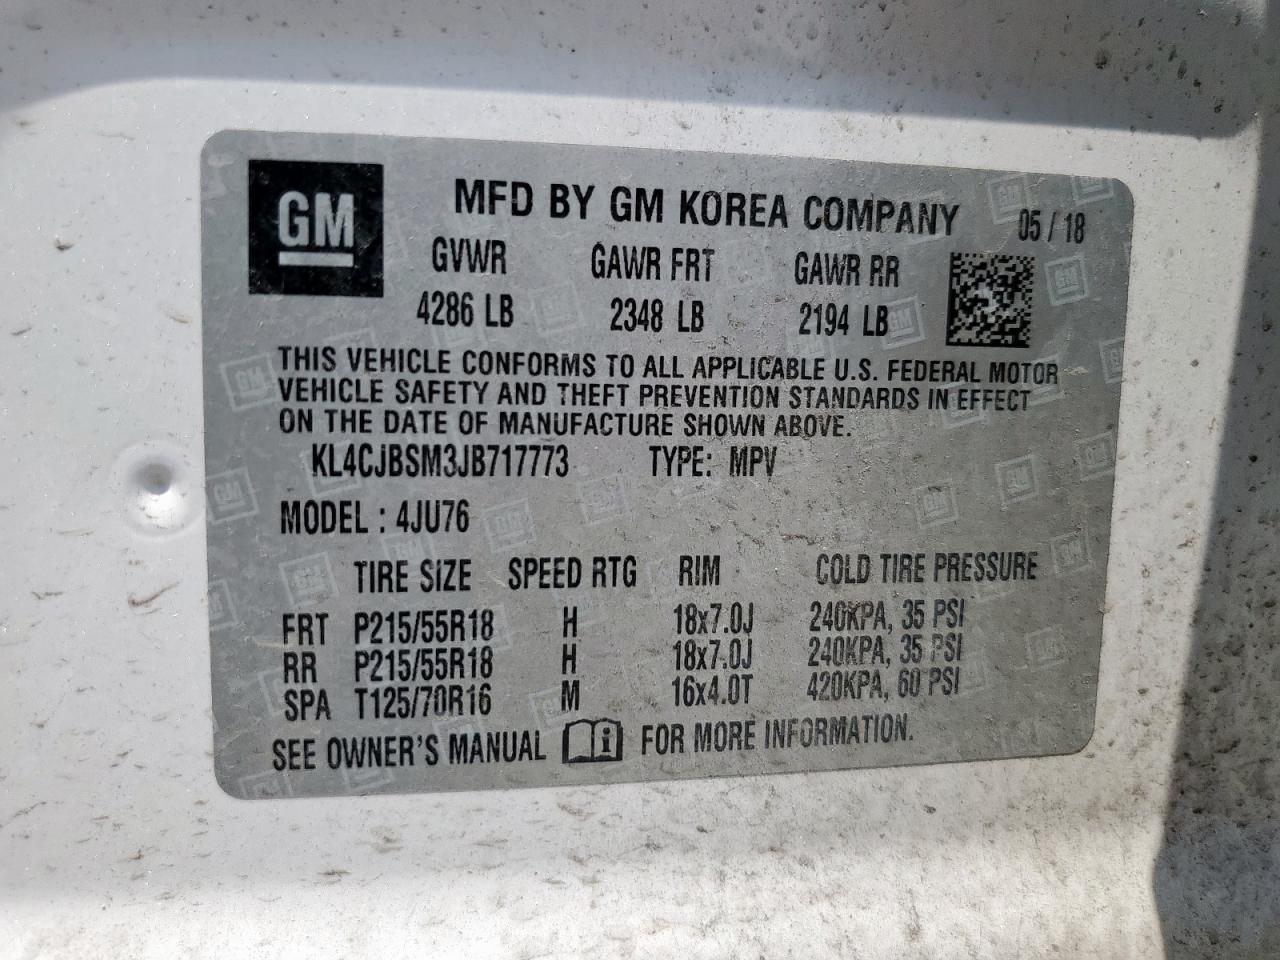 GM
MFD BY GM KOREA COMPANY 05 / 18
GVWR GAWR FRT GAWR RR
4286 LB 2348 LB 2194 LB
THIS VEHICLE CONFORMS TO ALL APPLICABLE U.S. FEDERAL MOTOR
VEHICLE SAFETY AND THEFT PREVENTION STANDARDS IN EFFECT
ON THE DATE OF MANUFACTURE SHOWN ABOVE.
KL4CJBSM3JB717773 TYPE: MPV
MODEL : 4JU76
TIRE SIZE SPEED RTG RIM COLD TIRE PRESSURE
FRT P215/55R18 H 18x7.0J 240KPA, 35 PSI
RR P215/55R18 H 18x7.0J 240KPA, 35 PSI
SPA T125/70R16 M 16x4.0T 420KPA, 60 PSI
SEE OWNER'S MANUAL i FOR MORE INFORMATION.